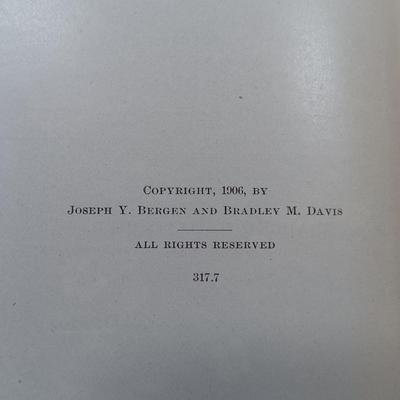 Copyright, 1906, by
Joseph Y. Bergen and Bradley M. Davis
ALL RIGHTS RESERVED
317.7